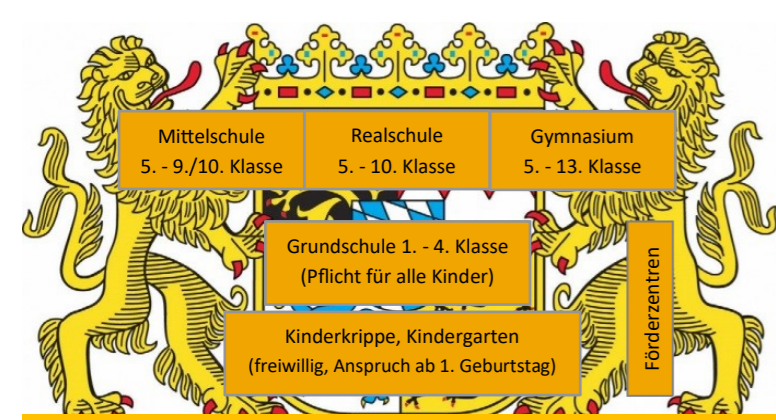 Mittelschule
5. - 9./10. Klasse
Realschule
5. - 10. Klasse
Gymnasium
5. - 13. Klasse
Grundschule 1. - 4. Klasse
(Pflicht für alle Kinder)
Förderzentren
Kinderkrippe, Kindergarten
(freiwillig, Anspruch ab 1. Geburtstag)